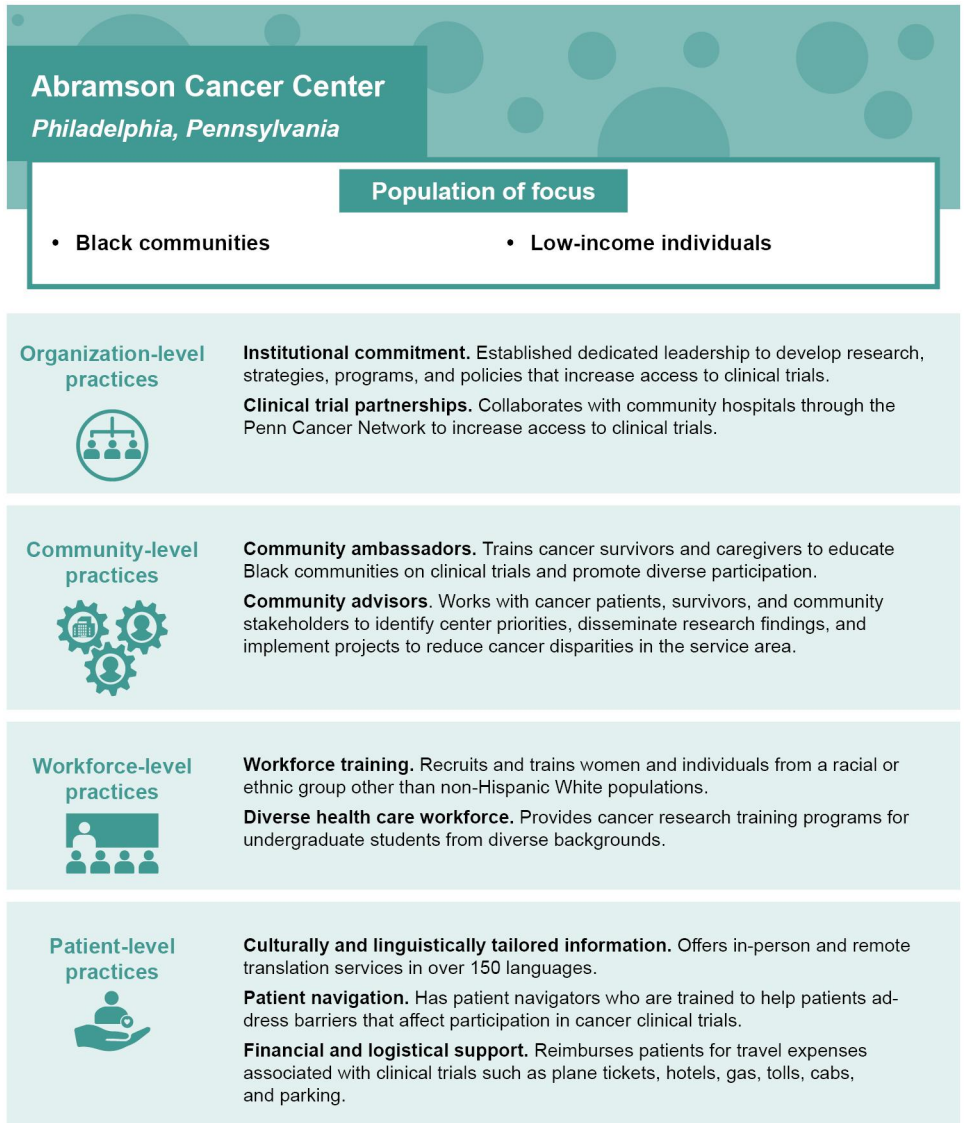 Abramson Cancer Center
Philadelphia, Pennsylvania
Population of focus
• Black communities
• Low-income individuals
Organization-level
practices
Institutional commitment. Established dedicated leadership to develop research,
strategies, programs, and policies that increase access to clinical trials.
Clinical trial partnerships. Collaborates with community hospitals through the
Penn Cancer Network to increase access to clinical trials.
Community-level
practices
Community ambassadors. Trains cancer survivors and caregivers to educate
Black communities on clinical trials and promote diverse participation.
Community advisors. Works with cancer patients, survivors, and community
stakeholders to identify center priorities, disseminate research findings, and
implement projects to reduce cancer disparities in the service area.
Workforce-level
practices
Workforce training. Recruits and trains women and individuals from a racial or
ethnic group other than non-Hispanic White populations.
Diverse health care workforce. Provides cancer research training programs for
undergraduate students from diverse backgrounds.
Patient-level
practices
Culturally and linguistically tailored information. Offers in-person and remote
translation services in over 150 languages.
Patient navigation. Has patient navigators who are trained to help patients ad-
dress barriers that affect participation in cancer clinical trials.
Financial and logistical support. Reimburses patients for travel expenses
associated with clinical trials such as plane tickets, hotels, gas, tolls, cabs,
and parking.